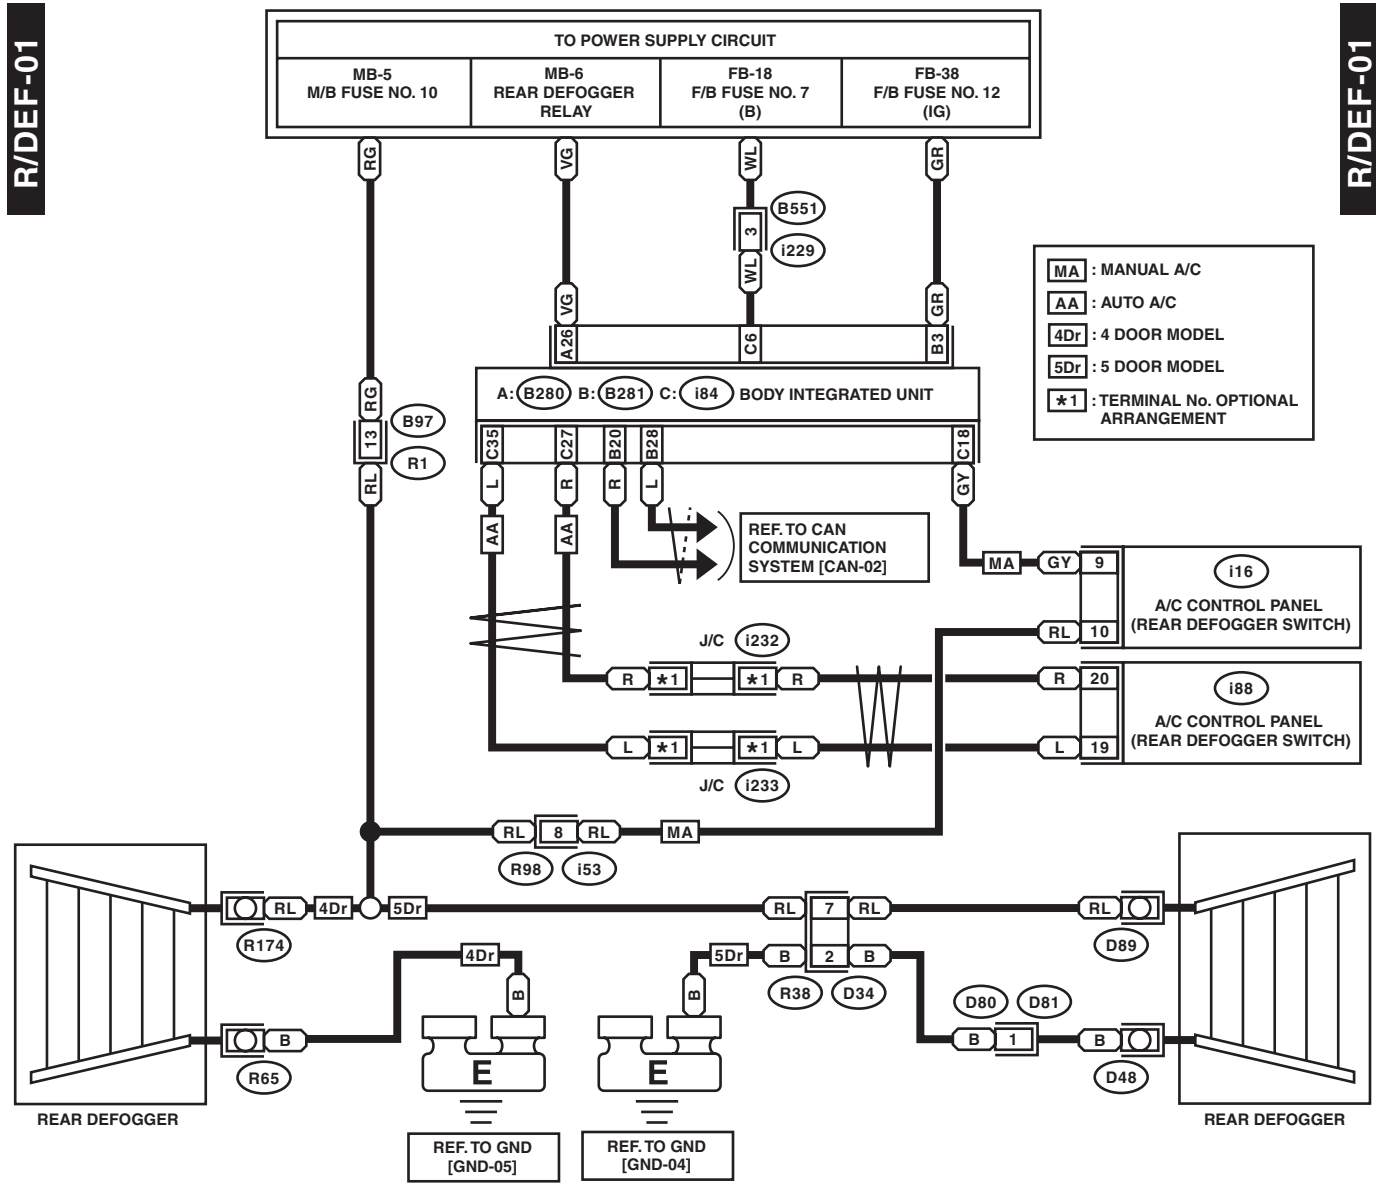 R/DEF-01
R/DEF-01
TO POWER SUPPLY CIRCUIT
MB-5
M/B FUSE NO. 10
MB-6
REAR DEFOGGER
RELAY
FB-18
F/B FUSE NO. 7
(B)
FB-38
F/B FUSE NO. 12
(IG)
RG
VG
WL
GR
B551
3
i229
WL
VG
GR
A26
C6
B3
MA : MANUAL A/C
AA : AUTO A/C
4Dr : 4 DOOR MODEL
5Dr : 5 DOOR MODEL
*1 : TERMINAL No. OPTIONAL
ARRANGEMENT
A: B280 B: B281 C: i84 BODY INTEGRATED UNIT
RG
B97
13
R1
RL
C35
C27
B20
B28
C18
L
R
R
L
GY
AA
AA
REF. TO CAN
COMMUNICATION
SYSTEM [CAN-02]
MA
GY
9
i16
A/C CONTROL PANEL
(REAR DEFOGGER SWITCH)
RL
10
J/C i232
R *1 *1 R
R
20
i88
A/C CONTROL PANEL
(REAR DEFOGGER SWITCH)
L *1 *1 L
L
19
J/C i233
RL 8 RL MA
R98 i53
RL 4Dr 5Dr
RL 7 RL
RL
R174
D89
4Dr
5Dr
B 2 B
B
B
R38 D34
D80 D81
B
B 1
B
R65
E
E
D48
REAR DEFOGGER
REAR DEFOGGER
REF. TO GND
[GND-05]
REF. TO GND
[GND-04]